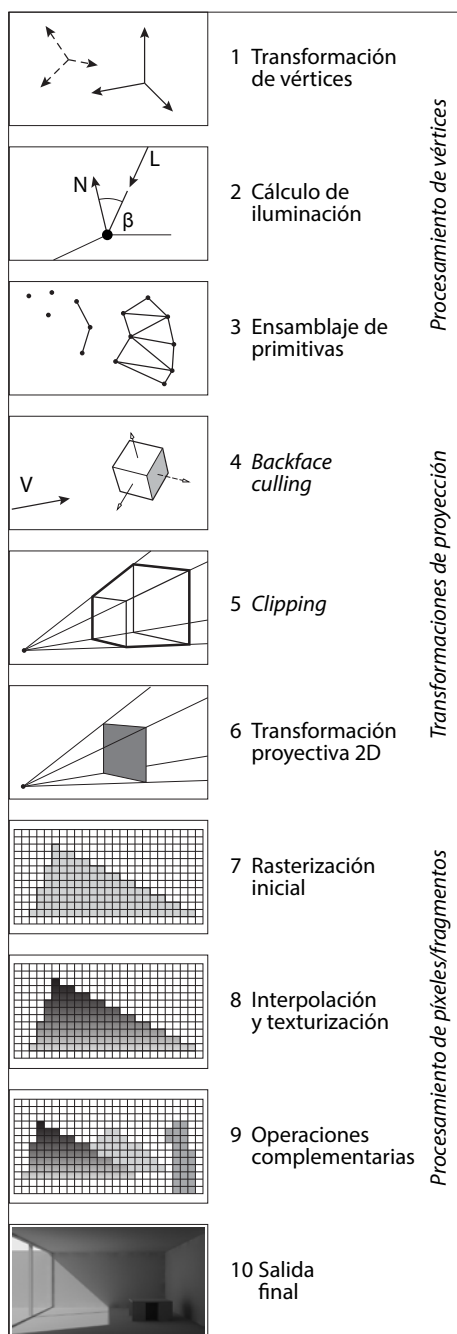 1 Transformación
de vértices
N
L
β
2 Cálculo de
iluminación
3 Ensamblaje de
primitivas
Procesamiento de vértices
V
4 Backface
culling
5 Clipping
6 Transformación
proyectiva 2D
Transformaciones de proyección
7 Rasterización
inicial
8 Interpolación
y texturización
9 Operaciones
complementarias
Procesamiento de píxeles/fragmentos
10 Salida
final